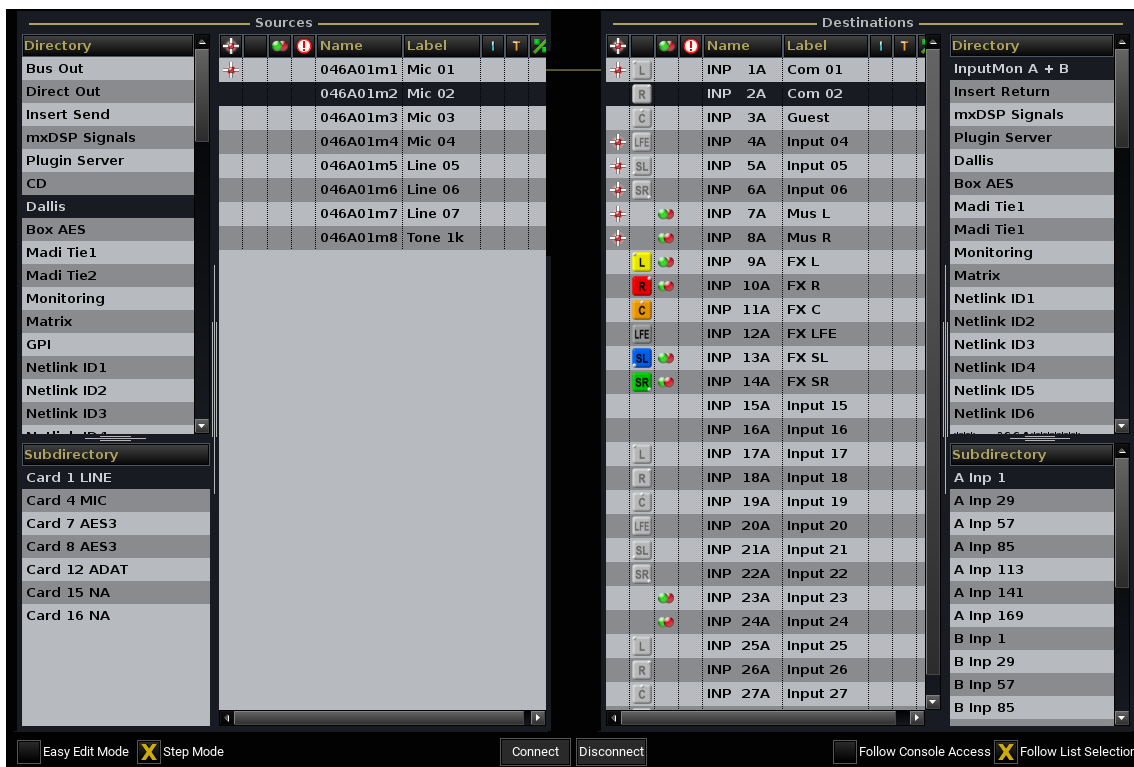 Sources
Directory
Bus Out
Direct Out
Insert Send
mxDSP Signals
Plugin Server
CD
Dallis
Box AES
Madi Tie1
Madi Tie2
Monitoring
Matrix
GPI
Netlink ID1
Netlink ID2
Netlink ID3
Subdirectory
Card 1 LINE
Card 4 MIC
Card 7 AES3
Card 8 AES3
Card 12 ADAT
Card 15 NA
Card 16 NA
Name Label I T
046A01m1 Mic 01
046A01m2 Mic 02
046A01m3 Mic 03
046A01m4 Mic 04
046A01m5 Line 05
046A01m6 Line 06
046A01m7 Line 07
046A01m8 Tone 1k
Destinations
Name Label I T
L INP 1A Com 01
R INP 2A Com 02
C INP 3A Guest
LFE INP 4A Input 04
SL INP 5A Input 05
SR INP 6A Input 06
INP 7A Mus L
INP 8A Mus R
L INP 9A FX L
R INP 10A FX R
C INP 11A FX C
LFE INP 12A FX LFE
SL INP 13A FX SL
SR INP 14A FX SR
INP 15A Input 15
INP 16A Input 16
L INP 17A Input 17
R INP 18A Input 18
C INP 19A Input 19
LFE INP 20A Input 20
SL INP 21A Input 21
SR INP 22A Input 22
INP 23A Input 23
INP 24A Input 24
L INP 25A Input 25
R INP 26A Input 26
C INP 27A Input 27
Directory
InputMon A + B
Insert Return
mxDSP Signals
Plugin Server
Dallis
Box AES
Madi Tie1
Madi Tie1
Monitoring
Matrix
Netlink ID1
Netlink ID2
Netlink ID3
Netlink ID4
Netlink ID5
Netlink ID6
Subdirectory
A Inp 1
A Inp 29
A Inp 57
A Inp 85
A Inp 113
A Inp 141
A Inp 169
B Inp 1
B Inp 29
B Inp 57
B Inp 85
Easy Edit Mode X Step Mode Connect Disconnect Follow Console Access X Follow List Selection